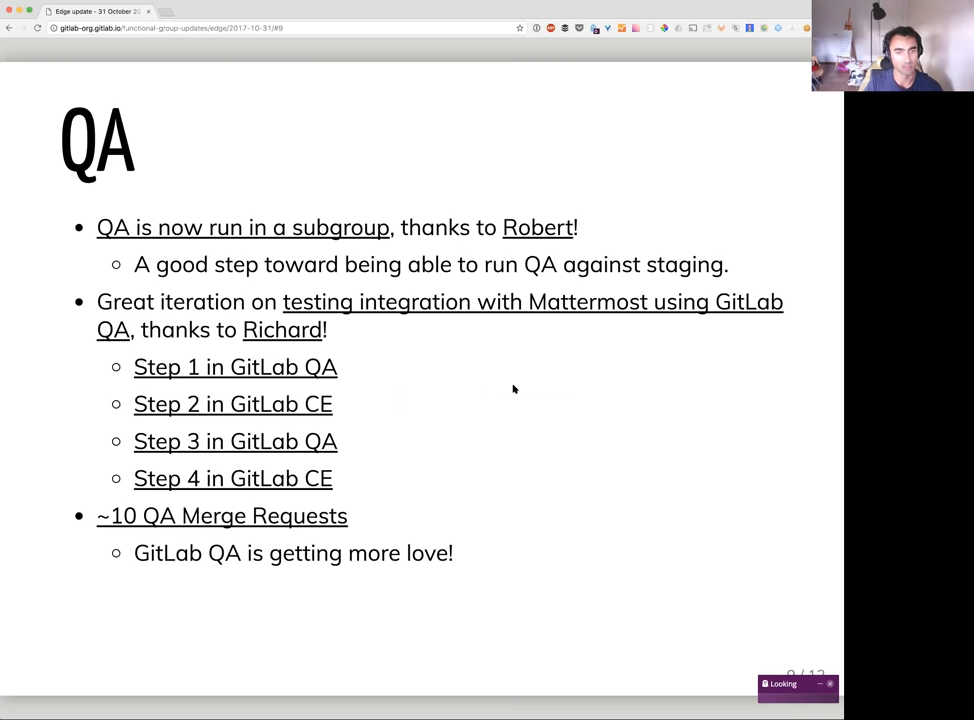 Edge update - 31 October 20
gitlab-org.gitlab.io/functional-group-updates/edge/2017-10-31/#9
QA
QA is now run in a subgroup, thanks to Robert!
A good step toward being able to run QA against staging.
Great iteration on testing integration with Mattermost using GitLab
QA, thanks to Richard!
Step 1 in GitLab QA
Step 2 in GitLab CE
Step 3 in GitLab QA
Step 4 in GitLab CE
~10 QA Merge Requests
GitLab QA is getting more love!
Looking